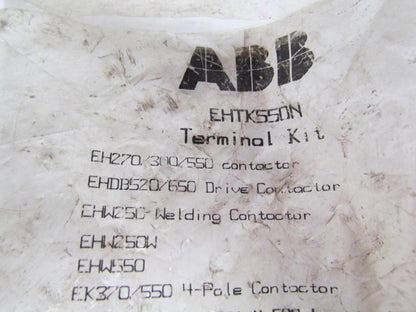 ABB
EHTK550N
Terminal Kit
EH270/300/550 contactor
EHDB520/650 Drive Contactor
EHW250-Welding Contactor
EHW250W
EHW550
EK370/550 4-Pole Contactor